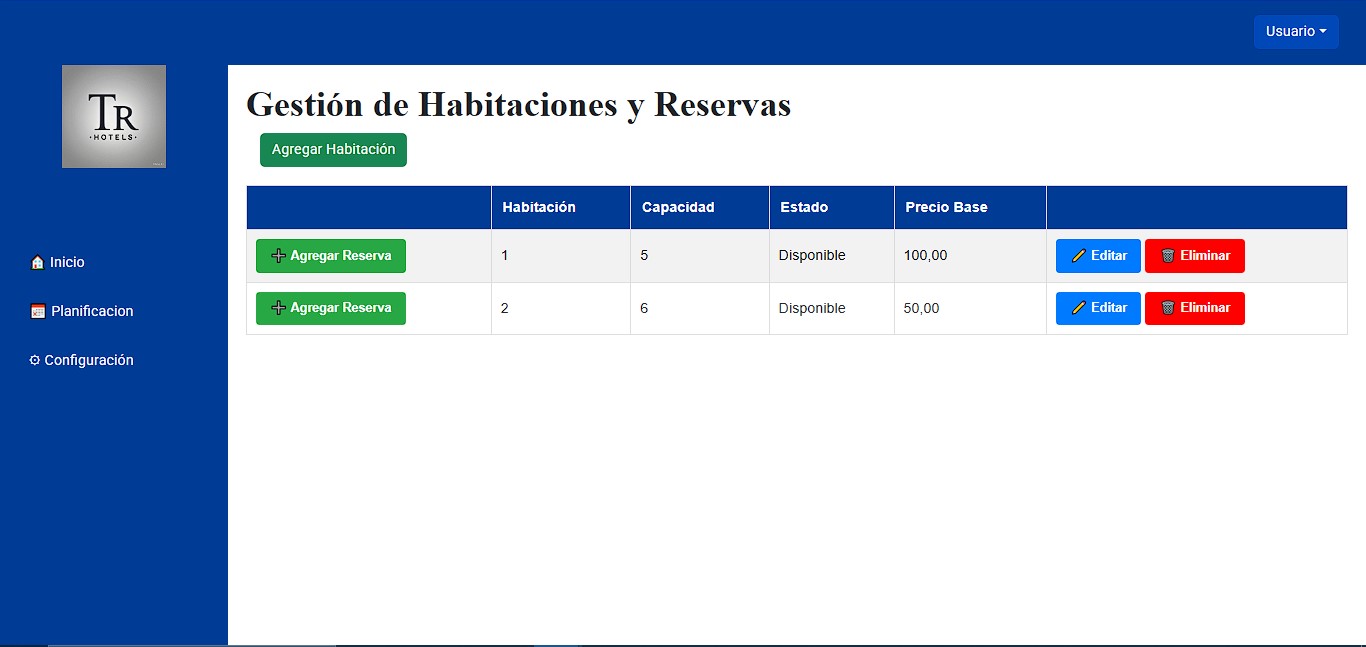 Usuario
TR
·HOTELS·
Gestión de Habitaciones y Reservas
Agregar Habitación
Habitación Capacidad Estado Precio Base
Agregar Reserva 1 5 Disponible 100,00 Editar Eliminar
Agregar Reserva 2 6 Disponible 50,00 Editar Eliminar
Inicio
Planificacion
Configuración